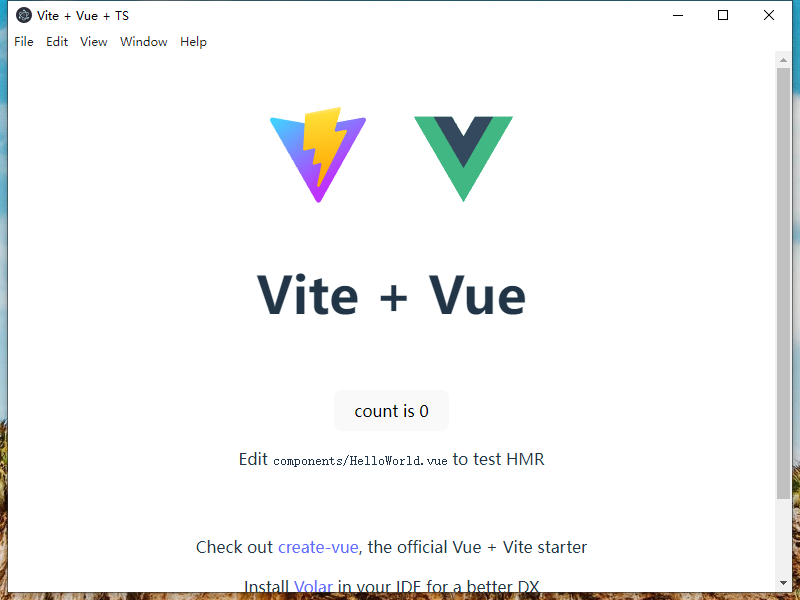 Vite + Vue + TS
File Edit View Window Help
Vite + Vue
count is 0
Edit components/HelloWorld.vue to test HMR
Check out create-vue, the official Vue + Vite starter
Install Volar in your IDE for a better DX